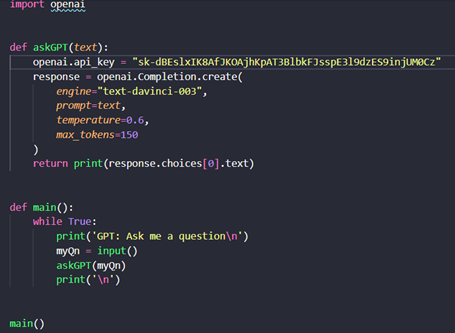 import openai
def askGPT(text):
openai.api_key = "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"
response = openai.Completion.create(
engine="text-davinci-003",
prompt=text,
temperature=0.6,
max_tokens=150
)
return print(response.choices[0].text)
def main():
while True:
print('GPT: Ask me a question\n')
myQn = input()
askGPT(myQn)
print('\n')
main()